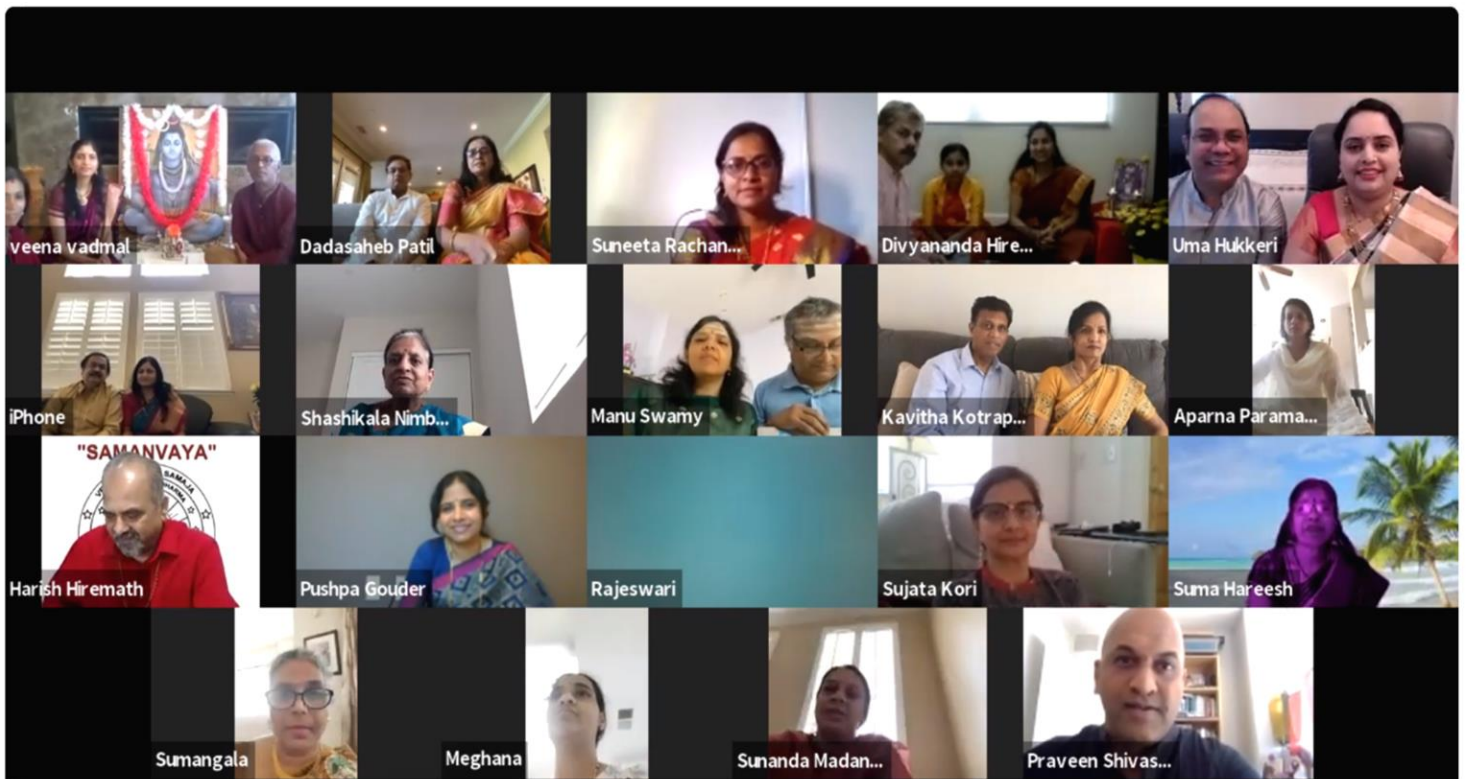 veena vadmal
Dadasaheb Patil
Suneeta Rachan...
Divyananda Hire...
Uma Hukkeri
iPhone
Shashikala Nimb...
Manu Swamy
Kavitha Kotrap...
Aparna Parama...
"SAMANVAYA"
SAMAJA
Harish Hiremath
Pushpa Gouder
Rajeswari
Sujata Kori
Suma Hareesh
Sumangala
Meghana
Sunanda Madan...
Praveen Shivas...